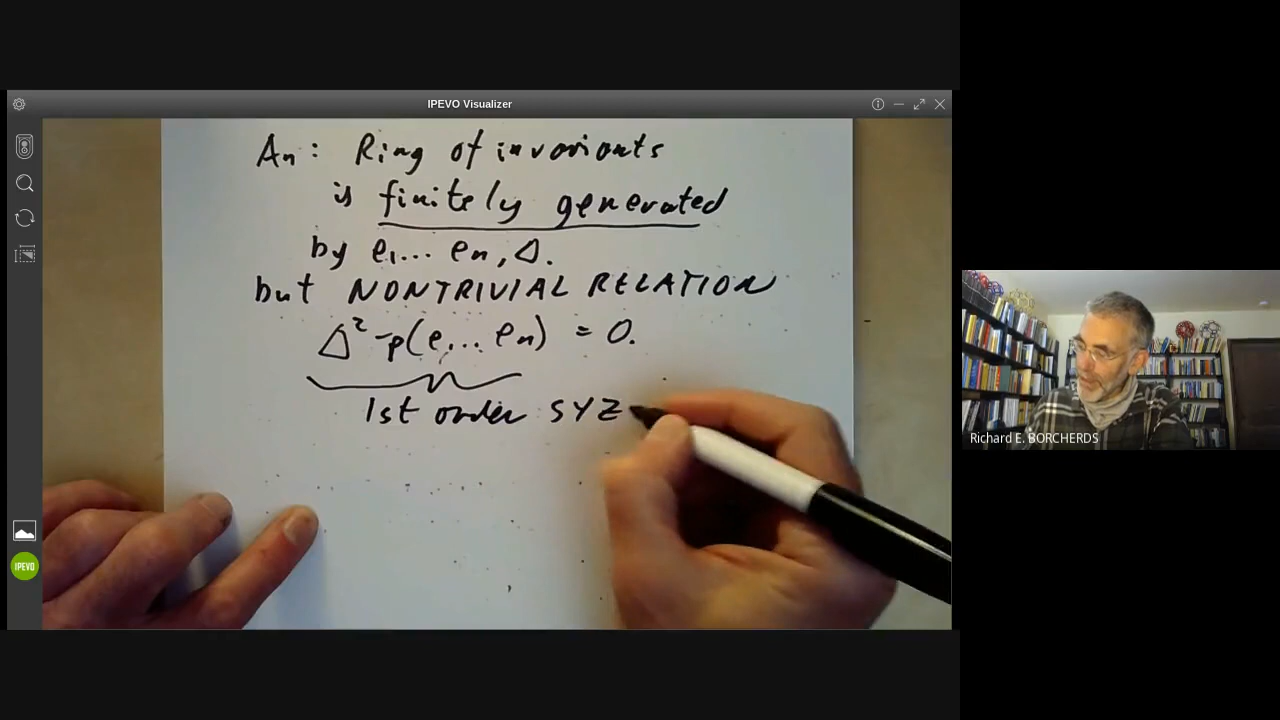 IPEVO Visualizer
An: Ring of invariants
is finitely generated
by e1... en, Δ.
but NONTRIVIAL RELATION
Δ² -p(e1... en) = 0.
1st order SYZ
Richard E. BORCHERDS
IPEVO